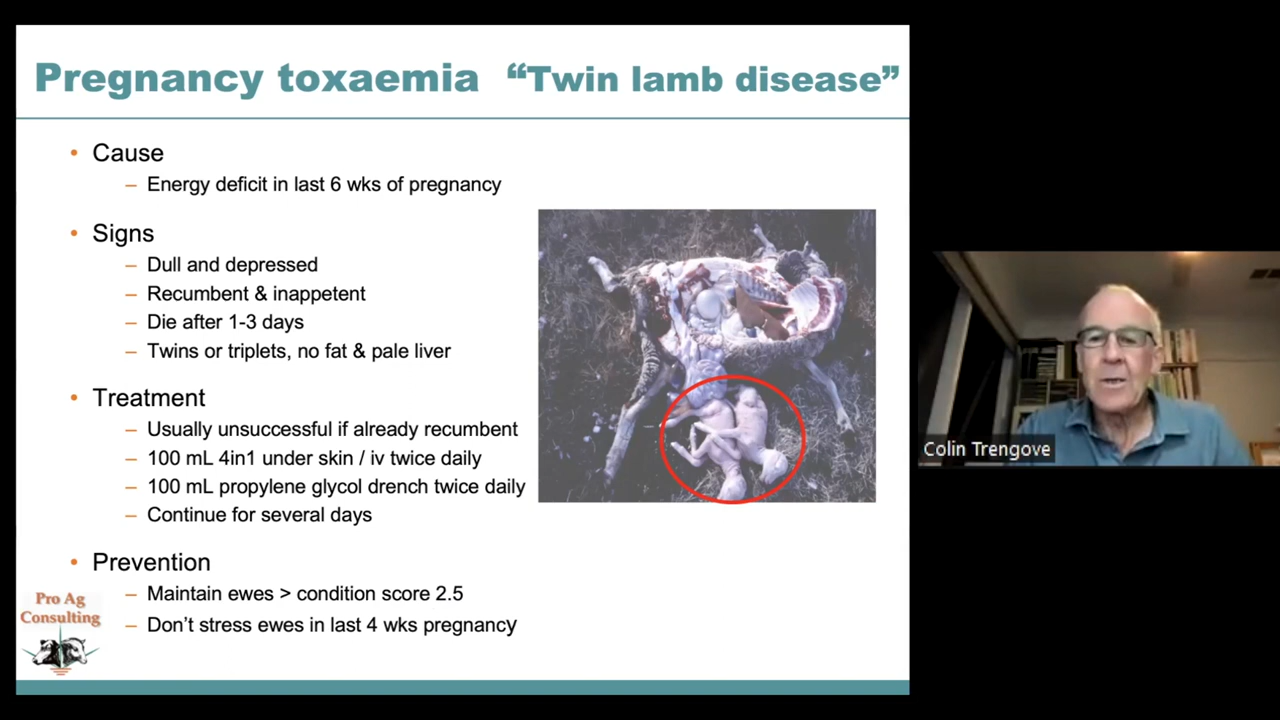 Pregnancy toxaemia “Twin lamb disease”
• Cause
– Energy deficit in last 6 wks of pregnancy
• Signs
– Dull and depressed
– Recumbent & inappetent
– Die after 1-3 days
– Twins or triplets, no fat & pale liver
• Treatment
– Usually unsuccessful if already recumbent
– 100 mL 4in1 under skin / iv twice daily
– 100 mL propylene glycol drench twice daily
– Continue for several days
• Prevention
– Maintain ewes > condition score 2.5
– Don’t stress ewes in last 4 wks pregnancy
Pro Ag
Consulting
Colin Trengove